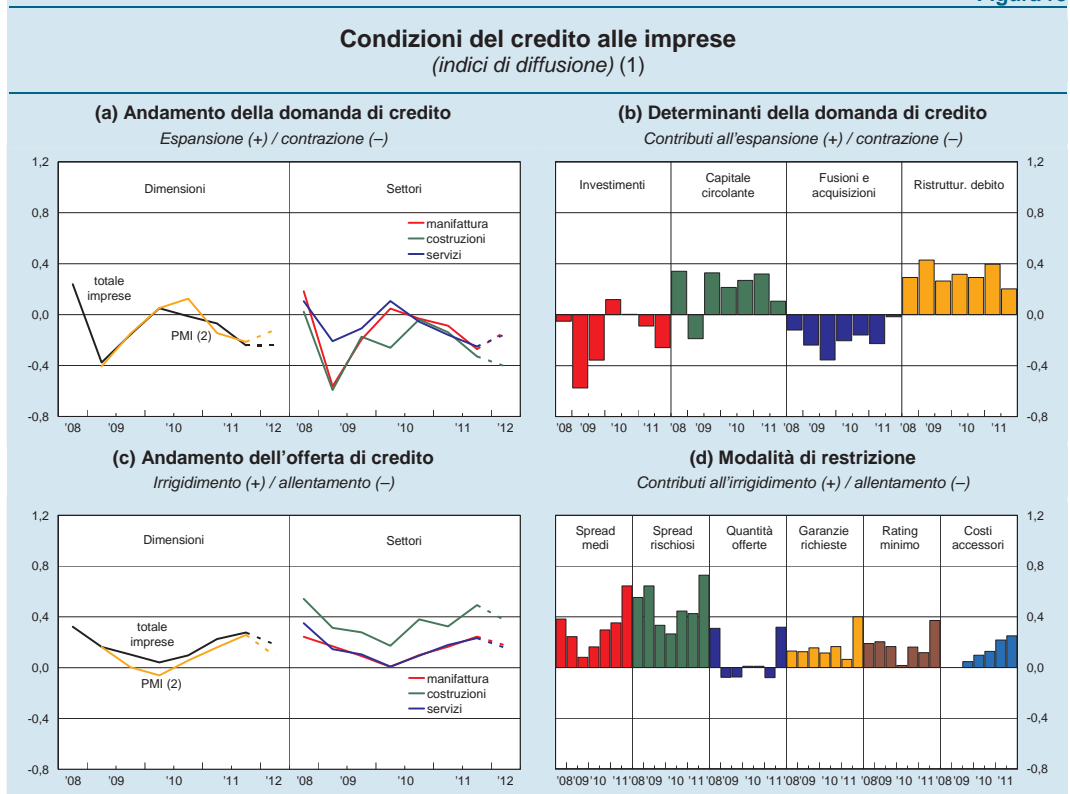 Condizioni del credito alle imprese
(indici di diffusione) (1)
(a) Andamento della domanda di credito
Espansione (+) / contrazione (–)
1,2
0,8
0,4
0,0
-0,4
-0,8
Dimensioni
Settori
totale
imprese
PMI (2)
manifattura
costruzioni
servizi
'08 '09 '10 '11 '12 '08 '09 '10 '11 '12
(b) Determinanti della domanda di credito
Contributi all'espansione (+) / contrazione (–)
Investimenti
Capitale
circolante
Fusioni e
acquisizioni
Ristruttur. debito
1,2
0,8
0,4
0,0
-0,4
-0,8
'08 '09 '10 '11 '08 '09 '10 '11 '08 '09 '10 '11 '08 '09 '10 '11
(c) Andamento dell'offerta di credito
Irrigidimento (+) / allentamento (–)
1,2
0,8
0,4
0,0
-0,4
-0,8
Dimensioni
Settori
totale
imprese
PMI (2)
manifattura
costruzioni
servizi
'08 '09 '10 '11 '12 '08 '09 '10 '11 '12
(d) Modalità di restrizione
Contributi all'irrigidimento (+) / allentamento (–)
Spread
medi
Spread
rischiosi
Quantità
offerte
Garanzie
richieste
Rating
minimo
Costi
accessori
1,2
0,8
0,4
0,0
-0,4
-0,8
'08'09 '10 '11'08'09 '10 '11'08'09 '10 '11'08'09 '10 '11'08'09 '10 '11'08'09 '10 '11